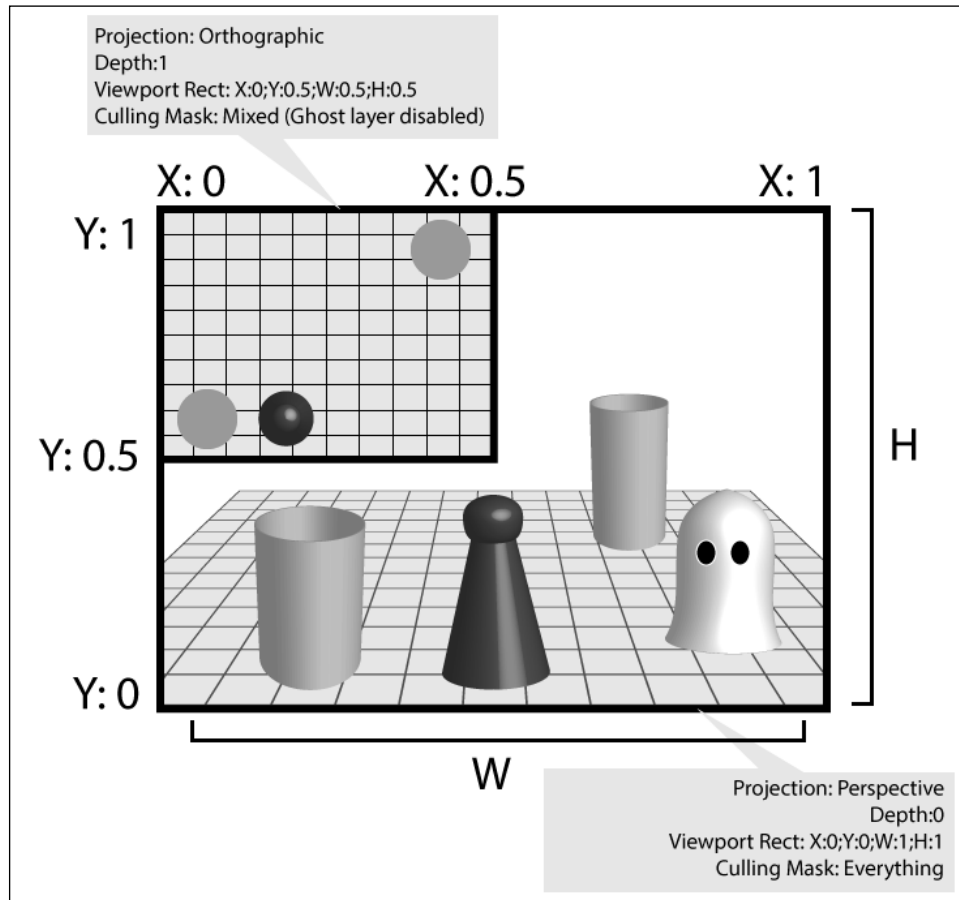 Projection: Orthographic
Depth:1
Viewport Rect: X:0;Y:0.5;W:0.5;H:0.5
Culling Mask: Mixed (Ghost layer disabled)
X: 0
X: 0.5
X: 1
Y: 1
Y: 0.5
H
Y: 0
W
Projection: Perspective
Depth:0
Viewport Rect: X:0;Y:0;W:1;H:1
Culling Mask: Everything